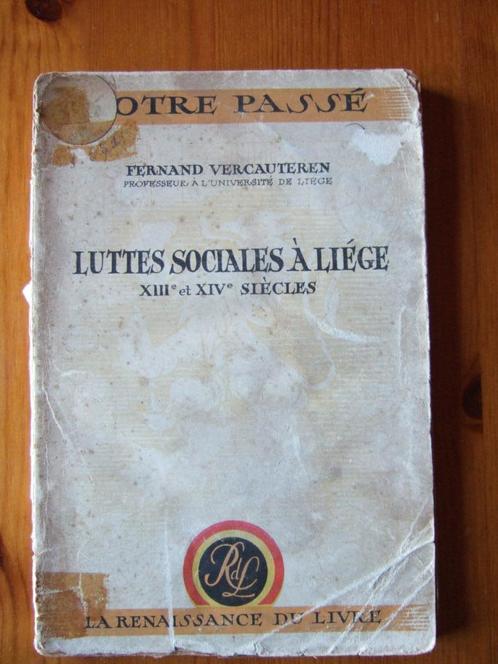 OTRE PASSÉ
FERNAND VERCAUTEREN
PROFESSEUR A L'UNIVERSITÉ DE LIEGE
LUTTES SOCIALES À LIÉGE
XIIIe et XIVe SIÈCLES
RdL
LA RENAISSANCE DU LIVRE